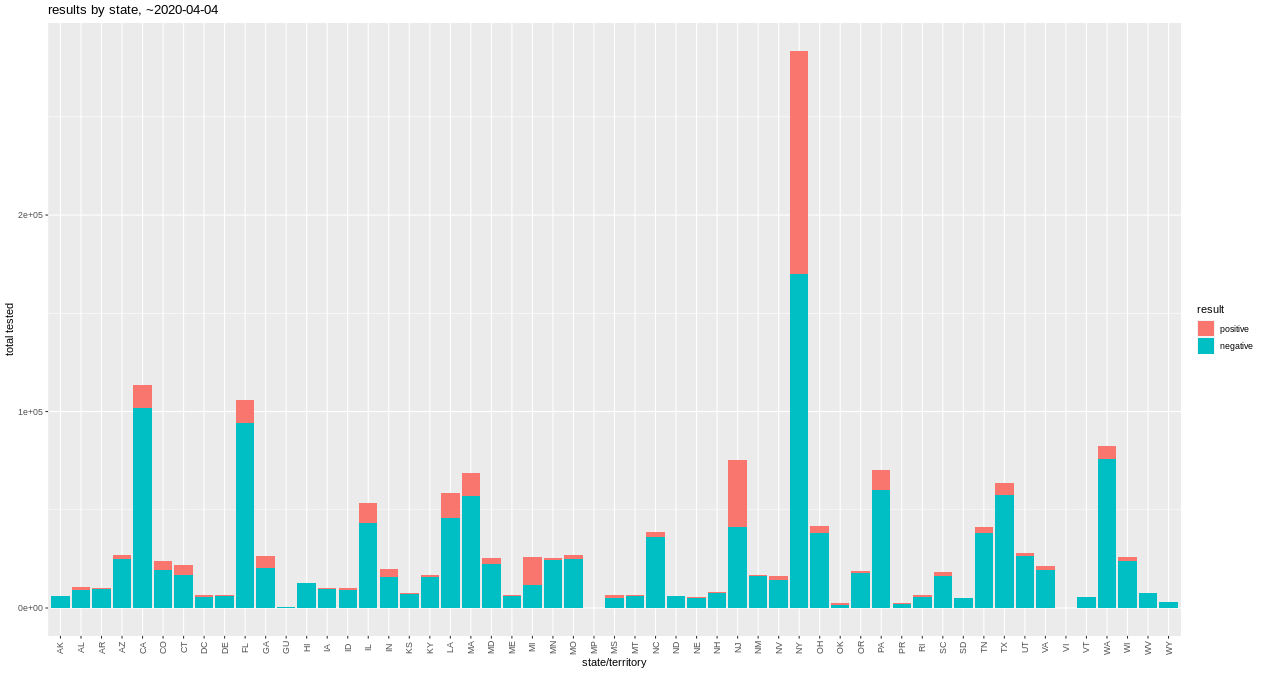 results by state, ~2020-04-04
total tested
2e+05
1e+05
0e+00
AK AL AR AZ CA CO CT DC DE FL GA GU HI IA ID IL IN KS KY LA MA MD ME MI MN MO MP MS MT NC ND NE NH NJ NM NV NY OH OK OR PA PR RI SC SD TN TX UT VA VI VT WA WI WV WY
state/territory
result
positive
negative